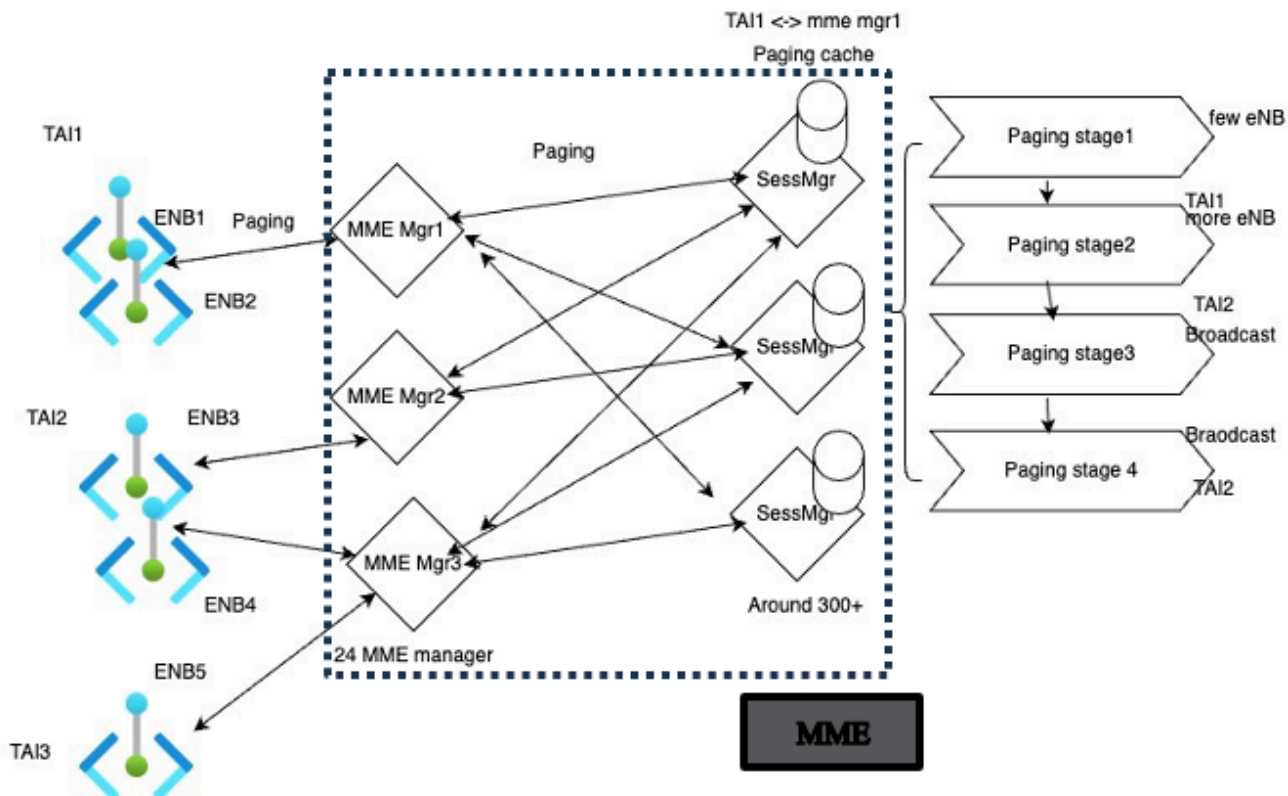 TAI1 <-> mme mgr1
Paging cache
TAI1
ENB1
Paging
ENB2
TAI2
ENB3
ENB4
ENB5
TAI3
MME Mgr1
Paging
MME Mgr2
MME Mgr3
24 MME manager
SessMgr
SessMgr
SessMgr
Around 300+
MME
Paging stage1
few eNB
Paging stage2
TAI1
more eNB
Paging stage3
TAI2
Broadcast
Paging stage 4
Braodcast
TAI2